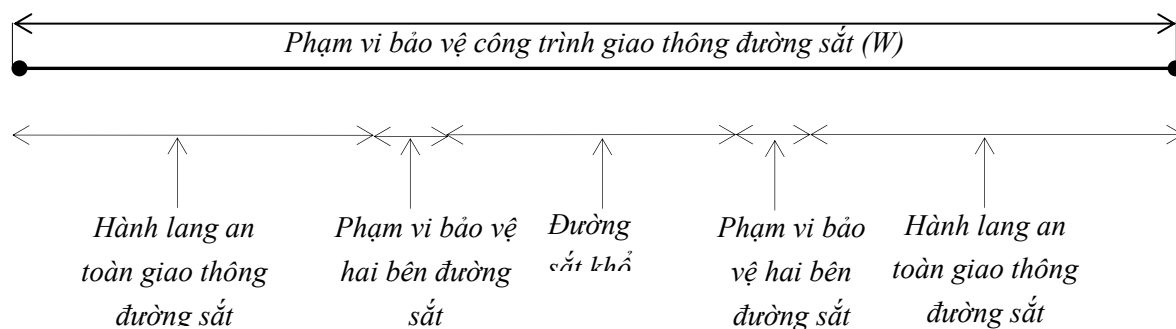 Phạm vi bảo vệ công trình giao thông đường sắt (W)
Hành lang an
toàn giao thông
đường sắt
Phạm vi bảo vệ
hai bên đường
sắt
Đường
sắt khổ
Phạm vi bảo
vệ hai bên
đường sắt
Hành lang an
toàn giao thông
đường sắt